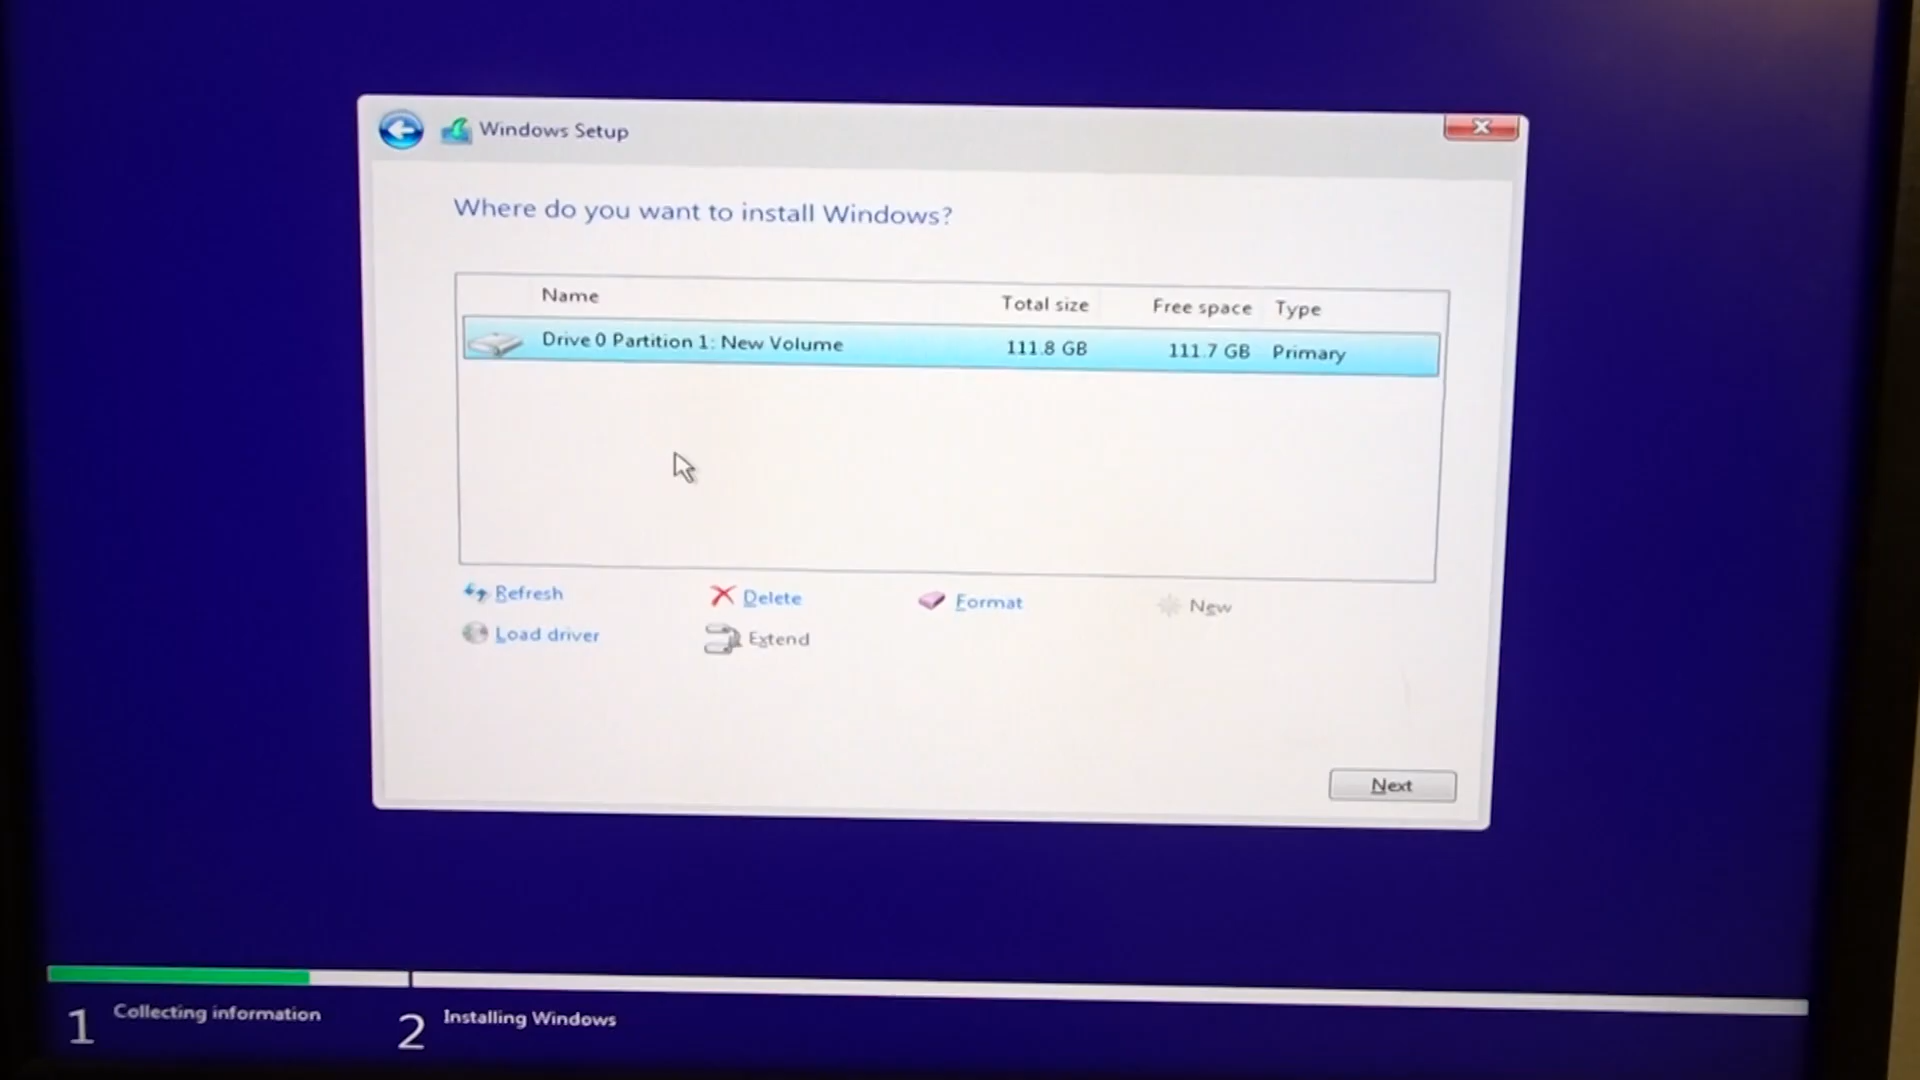 Windows Setup
Where do you want to install Windows?
Name Total size Free space Type
Drive 0 Partition 1: New Volume 111.8 GB 111.7 GB Primary
Refresh Delete Format New
Load driver Extend
Next
1 Collecting information 2 Installing Windows